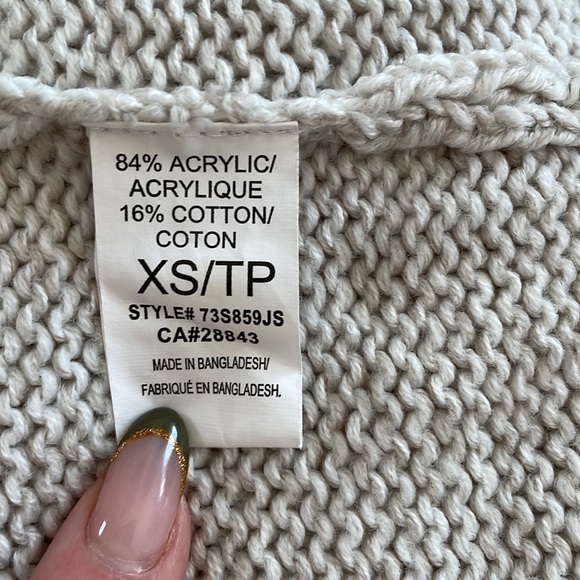 84% ACRYLIC/
ACRYLIQUE
16% COTTON/
COTON
XS/TP
STYLE# 73S859JS
CA#28843
MADE IN BANGLADESH/
FABRIQUÉ EN BANGLADESH.